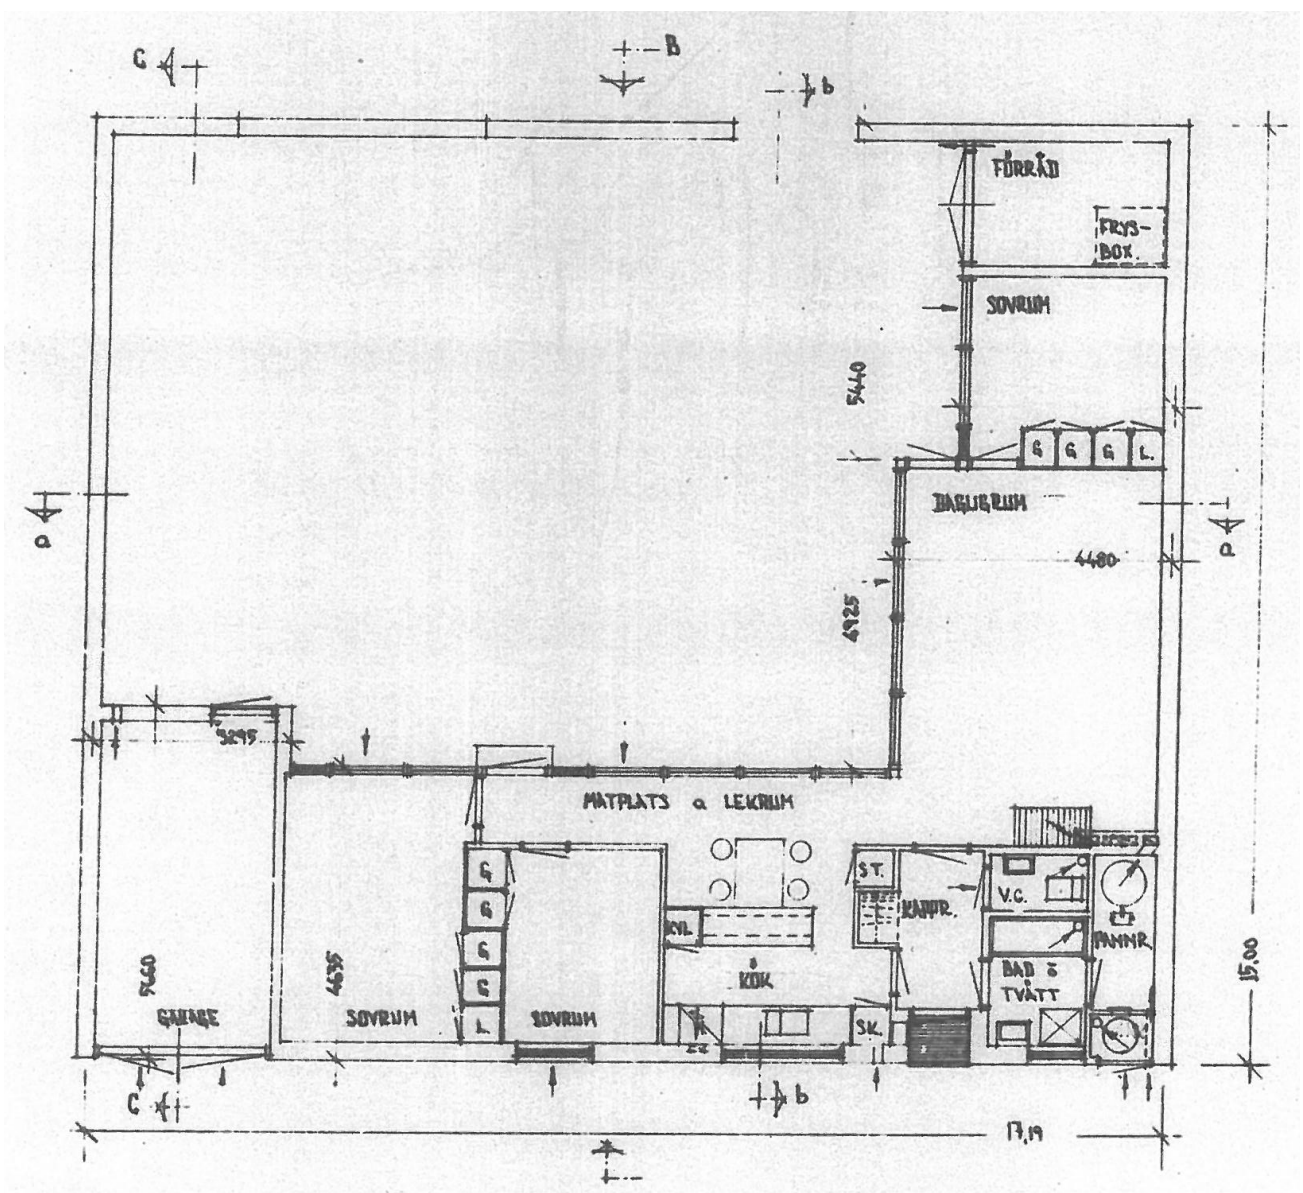 C
B
b
FÖRRÅD
FRYS-
BOX.
SOVRUM
5440
G G G L.
DAGLIGRUM
a
a
4480
4925
3295
MATPLATS o LEKRUM
G
ST.
V.C.
G
KAPPR.
KYL
PANNR.
G
KÖK
BAD o
TVÄTT
15.00
5660
4635
G
GARAGE
SOVRUM
L.
SOVRUM
SK.
C
b
17,19